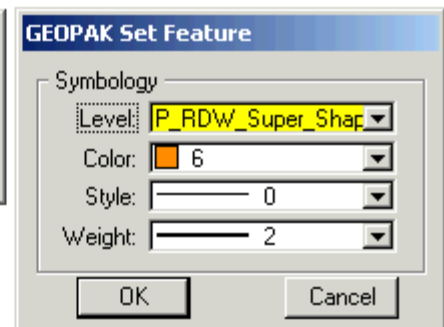 GEOPAK Set Feature
Symbology
Level: P_RDW_Super_Shap
Color: 6
Style: 0
Weight: 2
OK Cancel